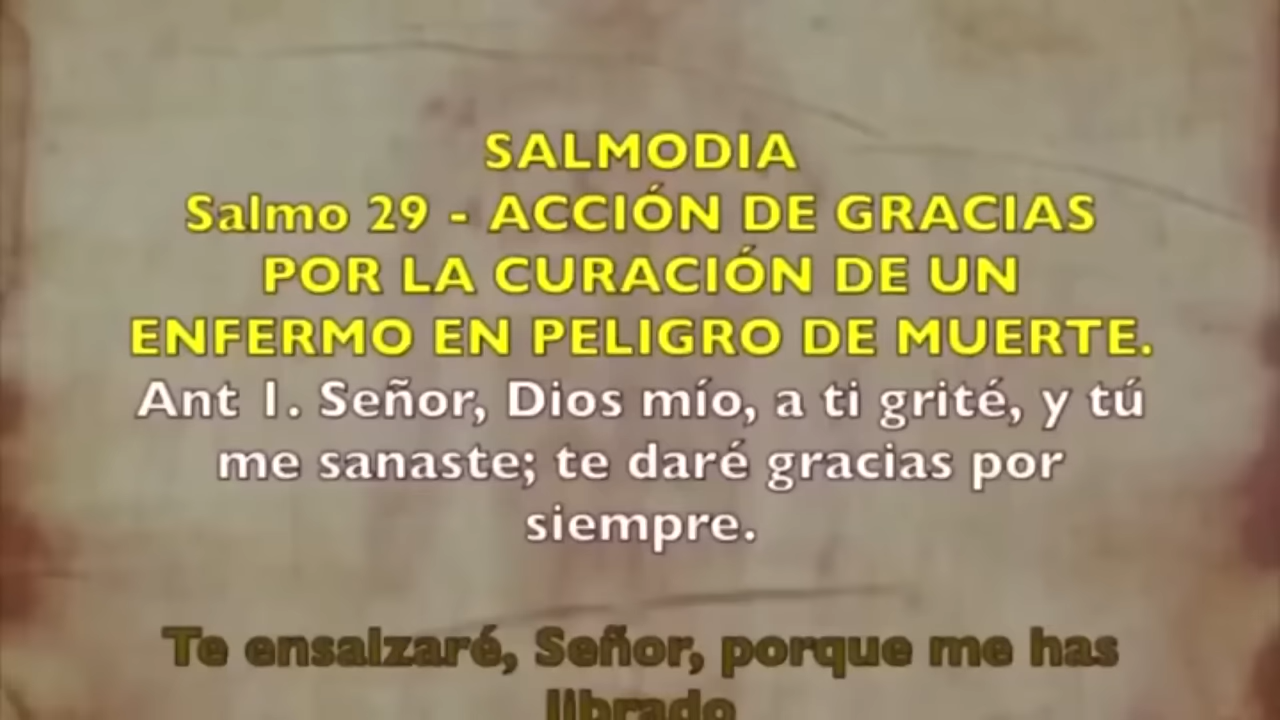 SALMODIA
Salmo 29 - ACCIÓN DE GRACIAS
POR LA CURACIÓN DE UN
ENFERMO EN PELIGRO DE MUERTE.
Ant 1. Señor, Dios mío, a ti grité, y tú
me sanaste; te daré gracias por
siempre.
Te ensalzaré, Señor, porque me has
librado